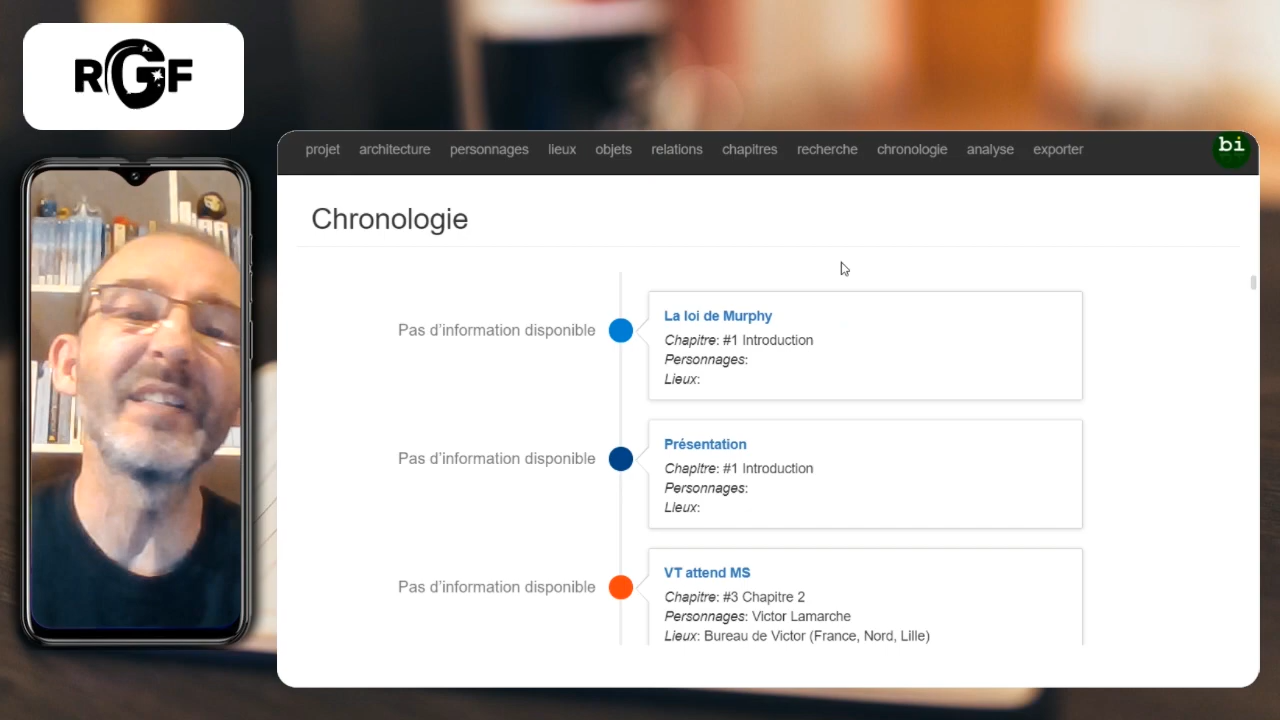 RGF
projet architecture personnages lieux objets relations chapitres recherche chronologie analyse exporter
bi
Chronologie
Pas d'information disponible
La loi de Murphy
Chapitre: #1 Introduction
Personnages:
Lieux:
Pas d'information disponible
Présentation
Chapitre: #1 Introduction
Personnages:
Lieux:
Pas d'information disponible
VT attend MS
Chapitre: #3 Chapitre 2
Personnages: Victor Lamarche
Lieux: Bureau de Victor (France, Nord, Lille)